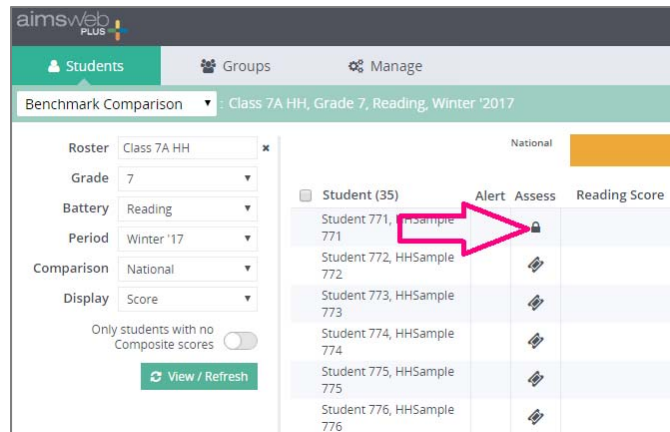 aimsweb
PLUS
Students
Groups
Manage
Benchmark Comparison
: Class 7A HH, Grade 7, Reading, Winter '2017
Roster
Class 7A HH
Grade
7
Battery
Reading
Period
Winter '17
Comparison
National
Display
Score
Only students with no
Composite scores
View / Refresh
National
Student (35)
Alert
Assess
Reading Score
Student 771, HHSample
771
Student 772, HHSample
772
Student 773, HHSample
773
Student 774, HHSample
774
Student 775, HHSample
775
Student 776, HHSample
776